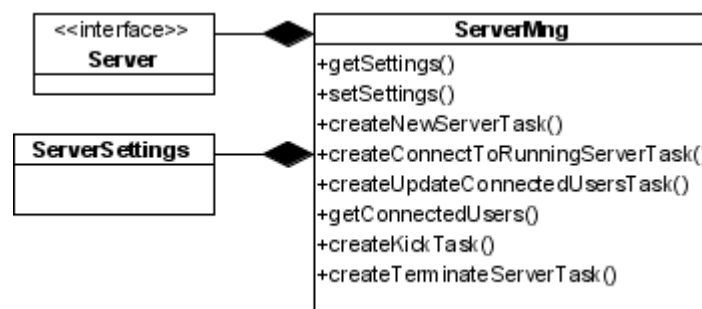 <<interface>>
Server
ServerSettings
ServerMng
+getSettings()
+setSettings()
+createNewServerTask()
+createConnectToRunningServerTask(
+createUpdateConnectedUsersTask()
+getConnectedUsers()
+createKickTask()
+createTerminateServerTask()